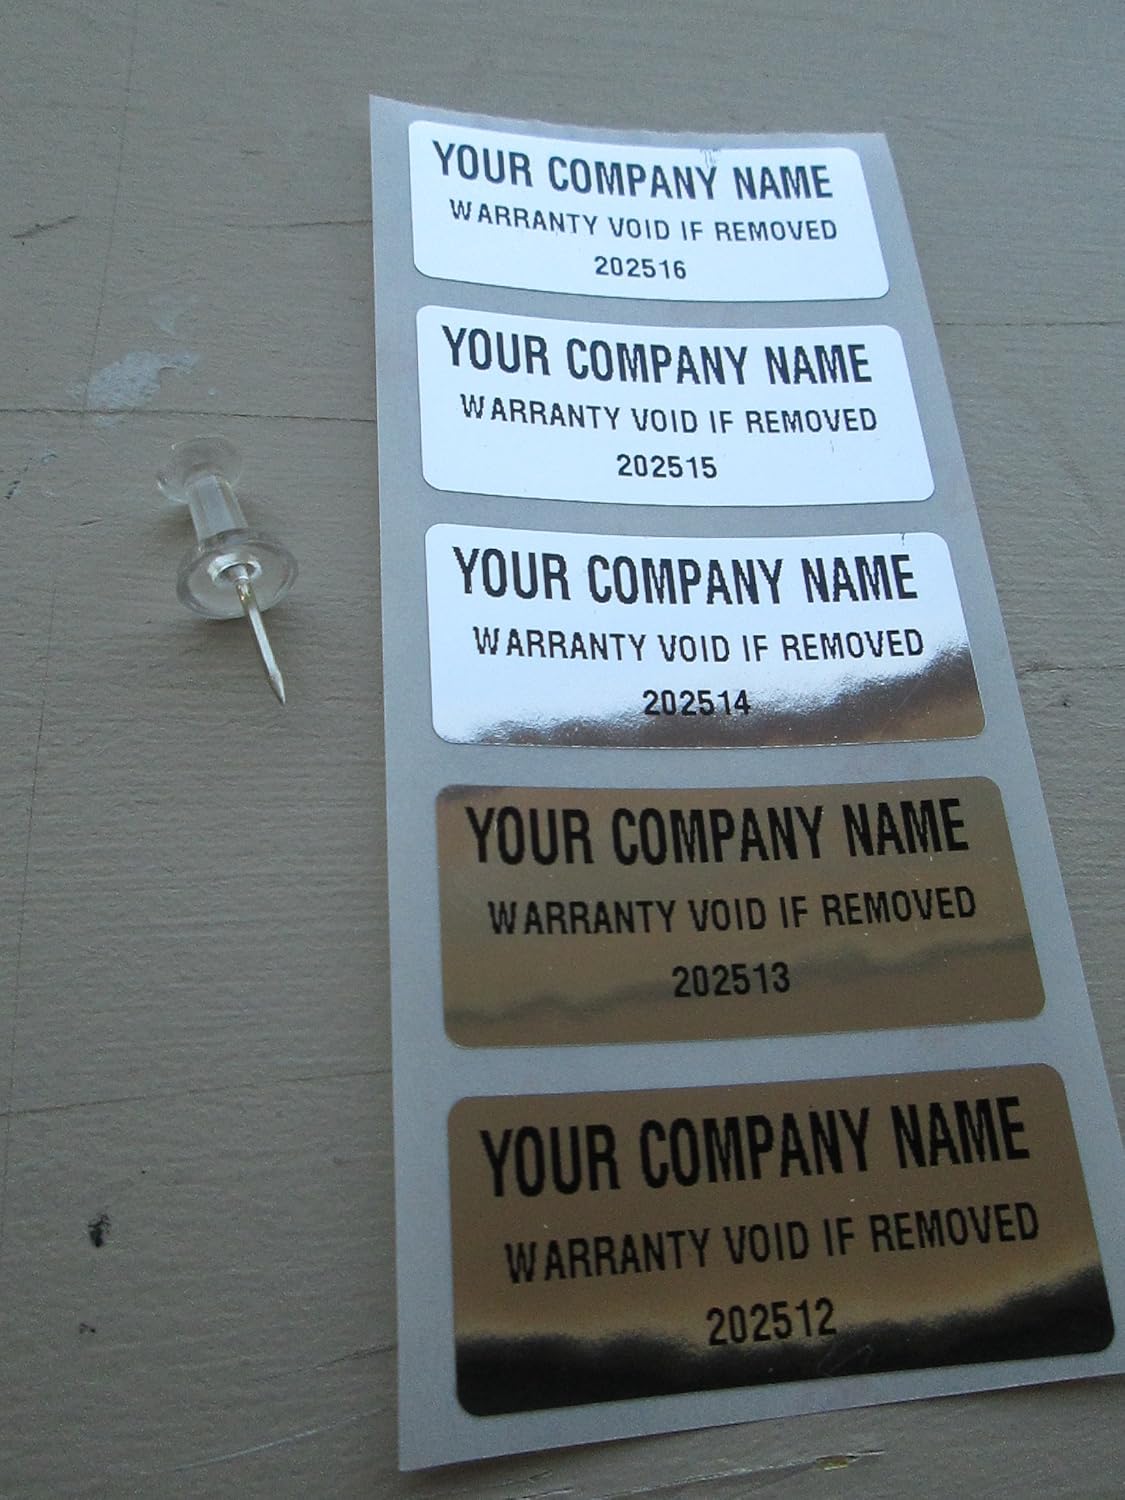 YOUR COMPANY NAME
WARRANTY VOID IF REMOVED
202516
YOUR COMPANY NAME
WARRANTY VOID IF REMOVED
202515
YOUR COMPANY NAME
WARRANTY VOID IF REMOVED
202514
YOUR COMPANY NAME
WARRANTY VOID IF REMOVED
202513
YOUR COMPANY NAME
WARRANTY VOID IF REMOVED
202512